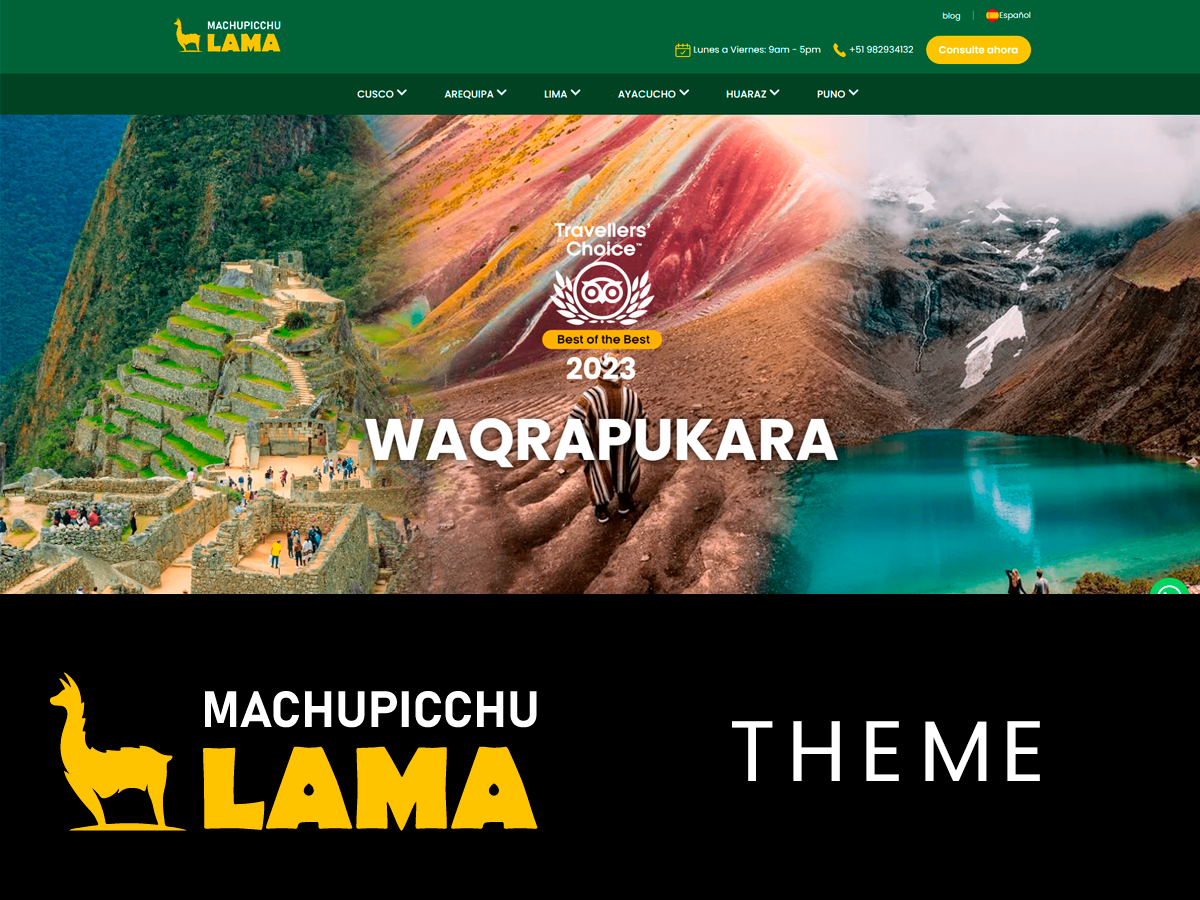 MACHUPICCHU
LAMA
blog
Español
Lunes a Viernes: 9am - 5pm
+51 982934132
Consulte ahora
CUSCO
AREQUIPA
LIMA
AYACUCHO
HUARAZ
PUNO
Travellers'
Choice™
Best of the Best
2023
WAQRAPUKARA
MACHUPICCHU
LAMA
THEME